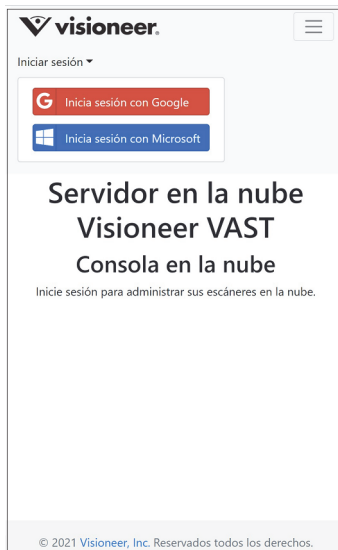 visioneer.
Iniciar sesión
Inicia sesión con Google
Inicia sesión con Microsoft
Servidor en la nube
Visioneer VAST
Consola en la nube
Inicie sesión para administrar sus escáneres en la nube.
© 2021 Visioneer, Inc. Reservados todos los derechos.